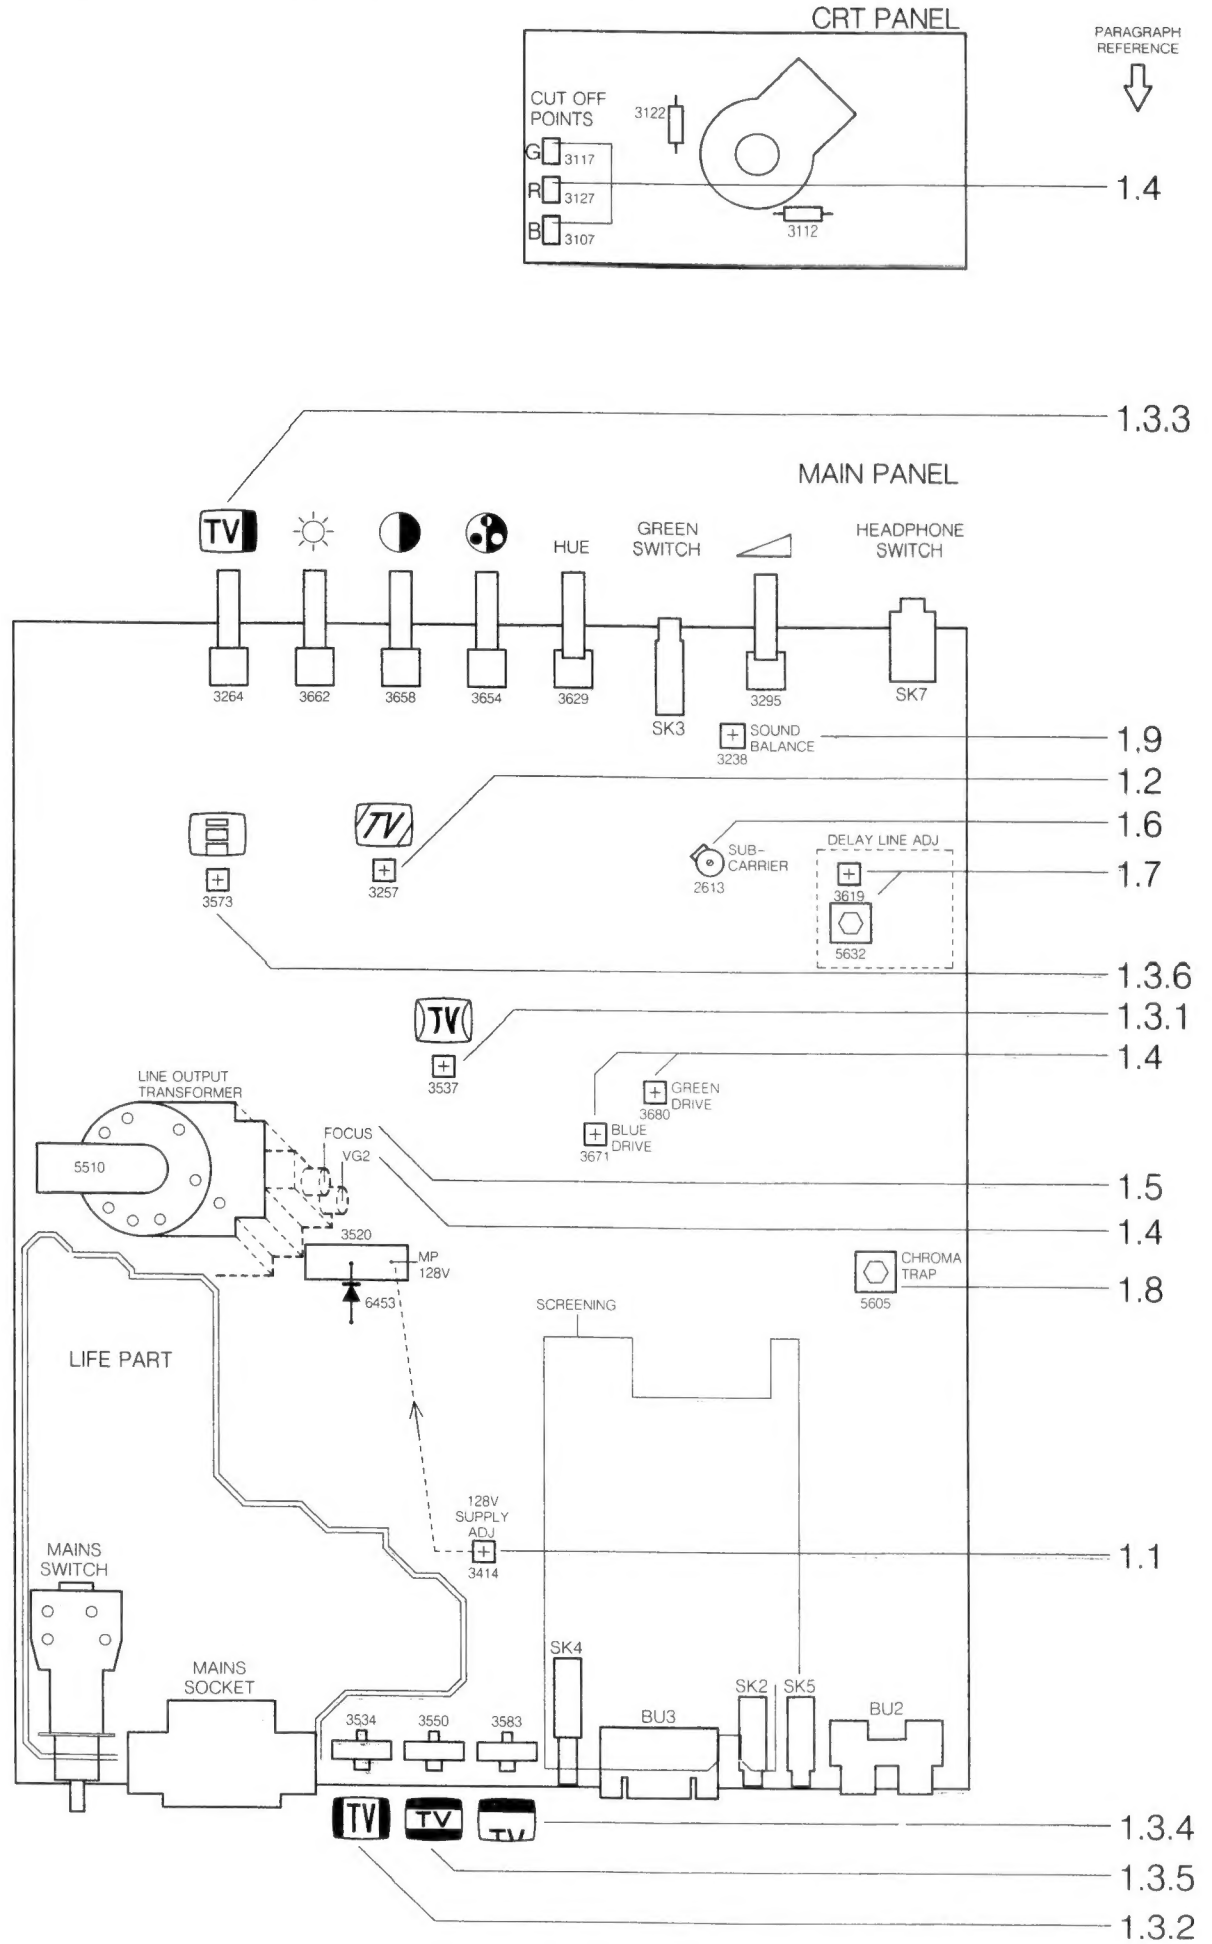 CRT PANEL
PARAGRAPH
REFERENCE
CUT OFF
POINTS
3122
G 3117
R 3127
B 3107
3112
1.4
1.3.3
MAIN PANEL
TV
HUE
GREEN
SWITCH
HEADPHONE
SWITCH
3264
3662
3658
3654
3629
SK3
3295
SK7
SOUND
BALANCE
3238
1.9
1.2
TV
3257
3573
SUB-
CARRIER
2613
1.6
DELAY LINE ADJ
3619
5632
1.7
1.3.6
1.3.1
TV
3537
1.4
GREEN
DRIVE
3680
BLUE
DRIVE
3671
LINE OUTPUT
TRANSFORMER
5510
FOCUS
VG2
1.5
1.4
3520
MP
128V
6453
CHROMA
TRAP
5605
1.8
SCREENING
LIFE PART
128V
SUPPLY
ADJ
3414
1.1
MAINS
SWITCH
MAINS
SOCKET
SK4
3534
3550
3583
BU3
SK2
SK5
BU2
TV
TV
TV
1.3.4
1.3.5
1.3.2